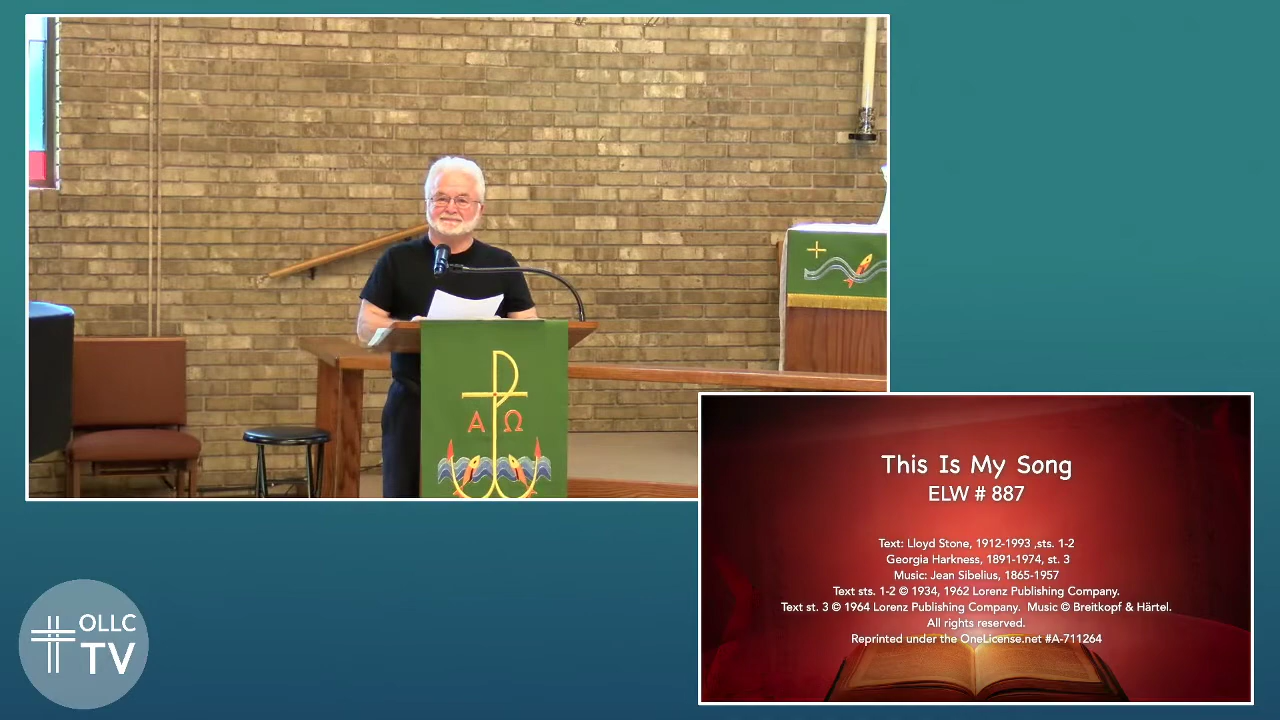 Α Ω
This Is My Song
ELW # 887
Text: Lloyd Stone, 1912-1993 ,sts. 1-2
Georgia Harkness, 1891-1974, st. 3
Music: Jean Sibelius, 1865-1957
Text sts. 1-2 © 1934, 1962 Lorenz Publishing Company.
Text st. 3 © 1964 Lorenz Publishing Company. Music © Breitkopf & Härtel.
All rights reserved.
Reprinted under the OneLicense.net #A-711264
OLLC
TV